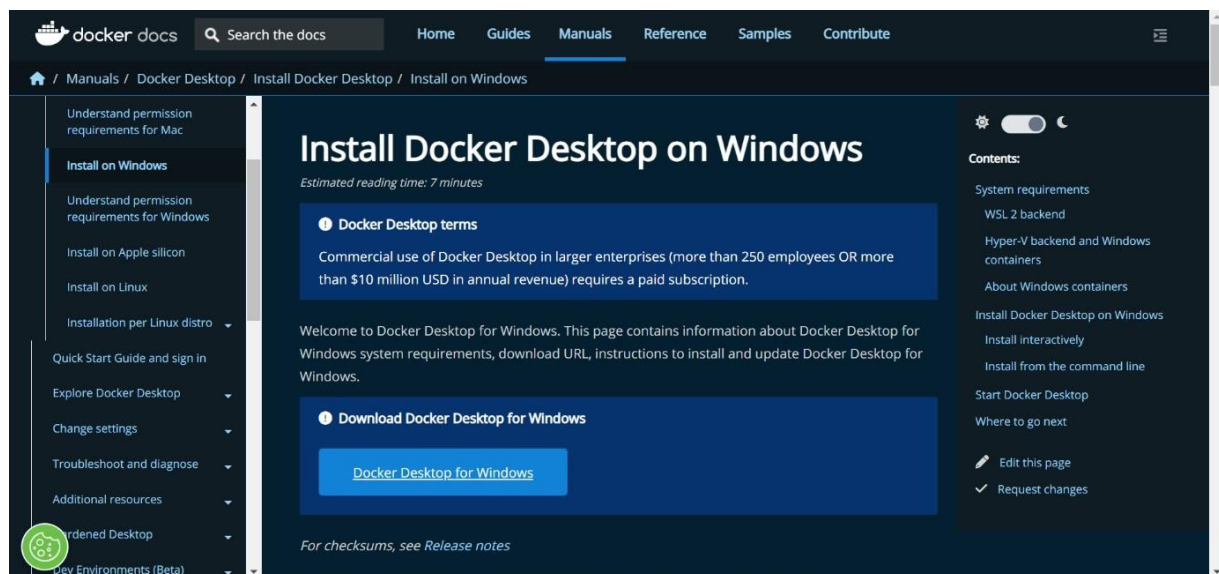 docker docs
Search the docs
Home
Guides
Manuals
Reference
Samples
Contribute
/ Manuals / Docker Desktop / Install Docker Desktop / Install on Windows
Understand permission
requirements for Mac
Install on Windows
Understand permission
requirements for Windows
Install on Apple silicon
Install on Linux
Installation per Linux distro
Quick Start Guide and sign in
Explore Docker Desktop
Change settings
Troubleshoot and diagnose
Additional resources
Desktop
Dev Environments (Beta)
Install Docker Desktop on Windows
Estimated reading time: 7 minutes
Docker Desktop terms
Commercial use of Docker Desktop in larger enterprises (more than 250 employees OR more
than $10 million USD in annual revenue) requires a paid subscription.
Welcome to Docker Desktop for Windows. This page contains information about Docker Desktop for
Windows system requirements, download URL, instructions to install and update Docker Desktop for
Windows.
Download Docker Desktop for Windows
Docker Desktop for Windows
For checksums, see Release notes
Contents:
System requirements
WSL 2 backend
Hyper-V backend and Windows
containers
About Windows containers
Install Docker Desktop on Windows
Install interactively
Install from the command line
Start Docker Desktop
Where to go next
Edit this page
Request changes